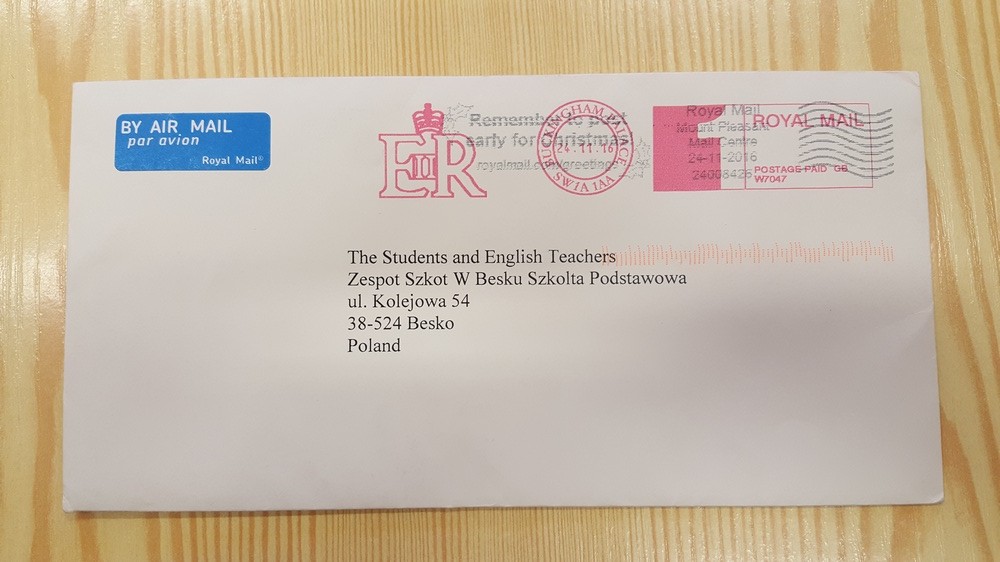 BY AIR MAIL
par avion
Royal Mail®
EIIR
Remember to post
early for Christmas!
royalmail.com/greetings
BUCKINGHAM PALACE
24.11.16
SW1A 1AA
Royal Mail
Mount Pleasant
Mail Centre
24-11-2016
24008426
ROYAL MAIL
POSTAGE PAID GB
W7047
The Students and English Teachers
Zespot Szkot W Besku Szkolta Podstawowa
ul. Kolejowa 54
38-524 Besko
Poland